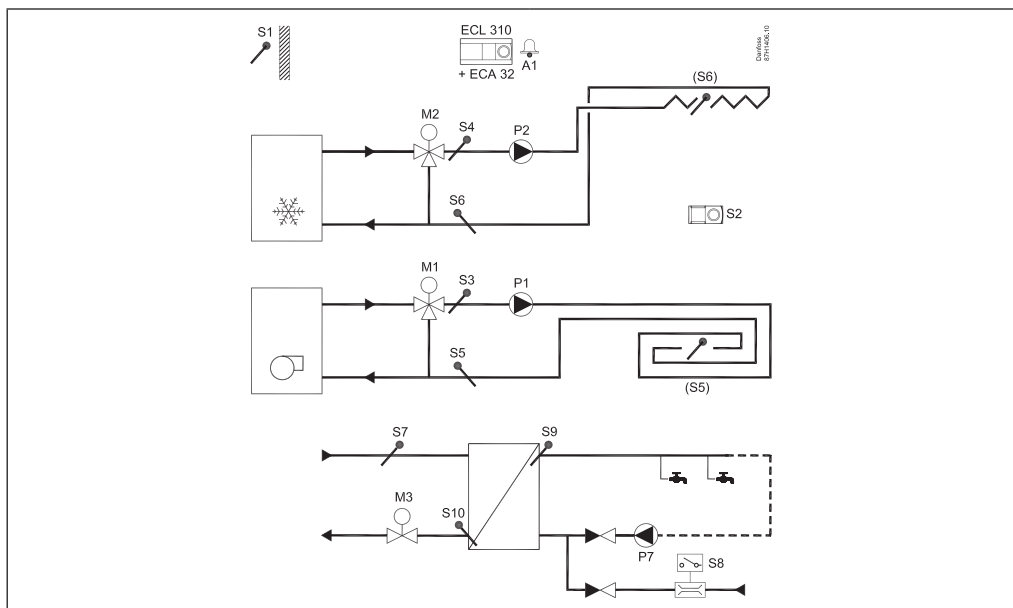 S1
ECL 310
+ ECA 32
A1
Danfoss
87H1406.10
(S6)
M2
S4
P2
S6
S2
M1
S3
P1
S5
(S5)
S7
S9
M3
S10
P7
S8